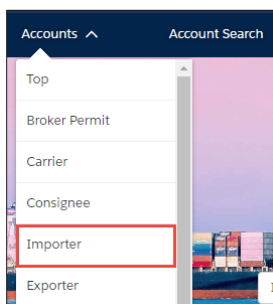 Accounts Account Search
Top
Broker Permit
Carrier
Consignee
Importer
Exporter